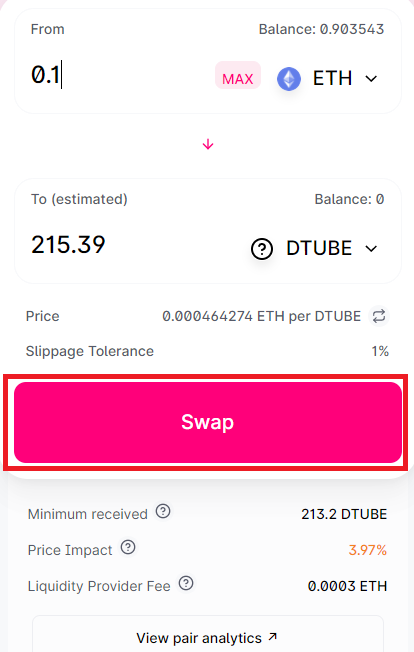 From Balance: 0.903543
0.1 MAX ETH
To (estimated) Balance: 0
215.39 DTUBE
Price 0.000464274 ETH per DTUBE
Slippage Tolerance 1%
Swap
Minimum received 213.2 DTUBE
Price Impact 3.97%
Liquidity Provider Fee 0.0003 ETH
View pair analytics ↗